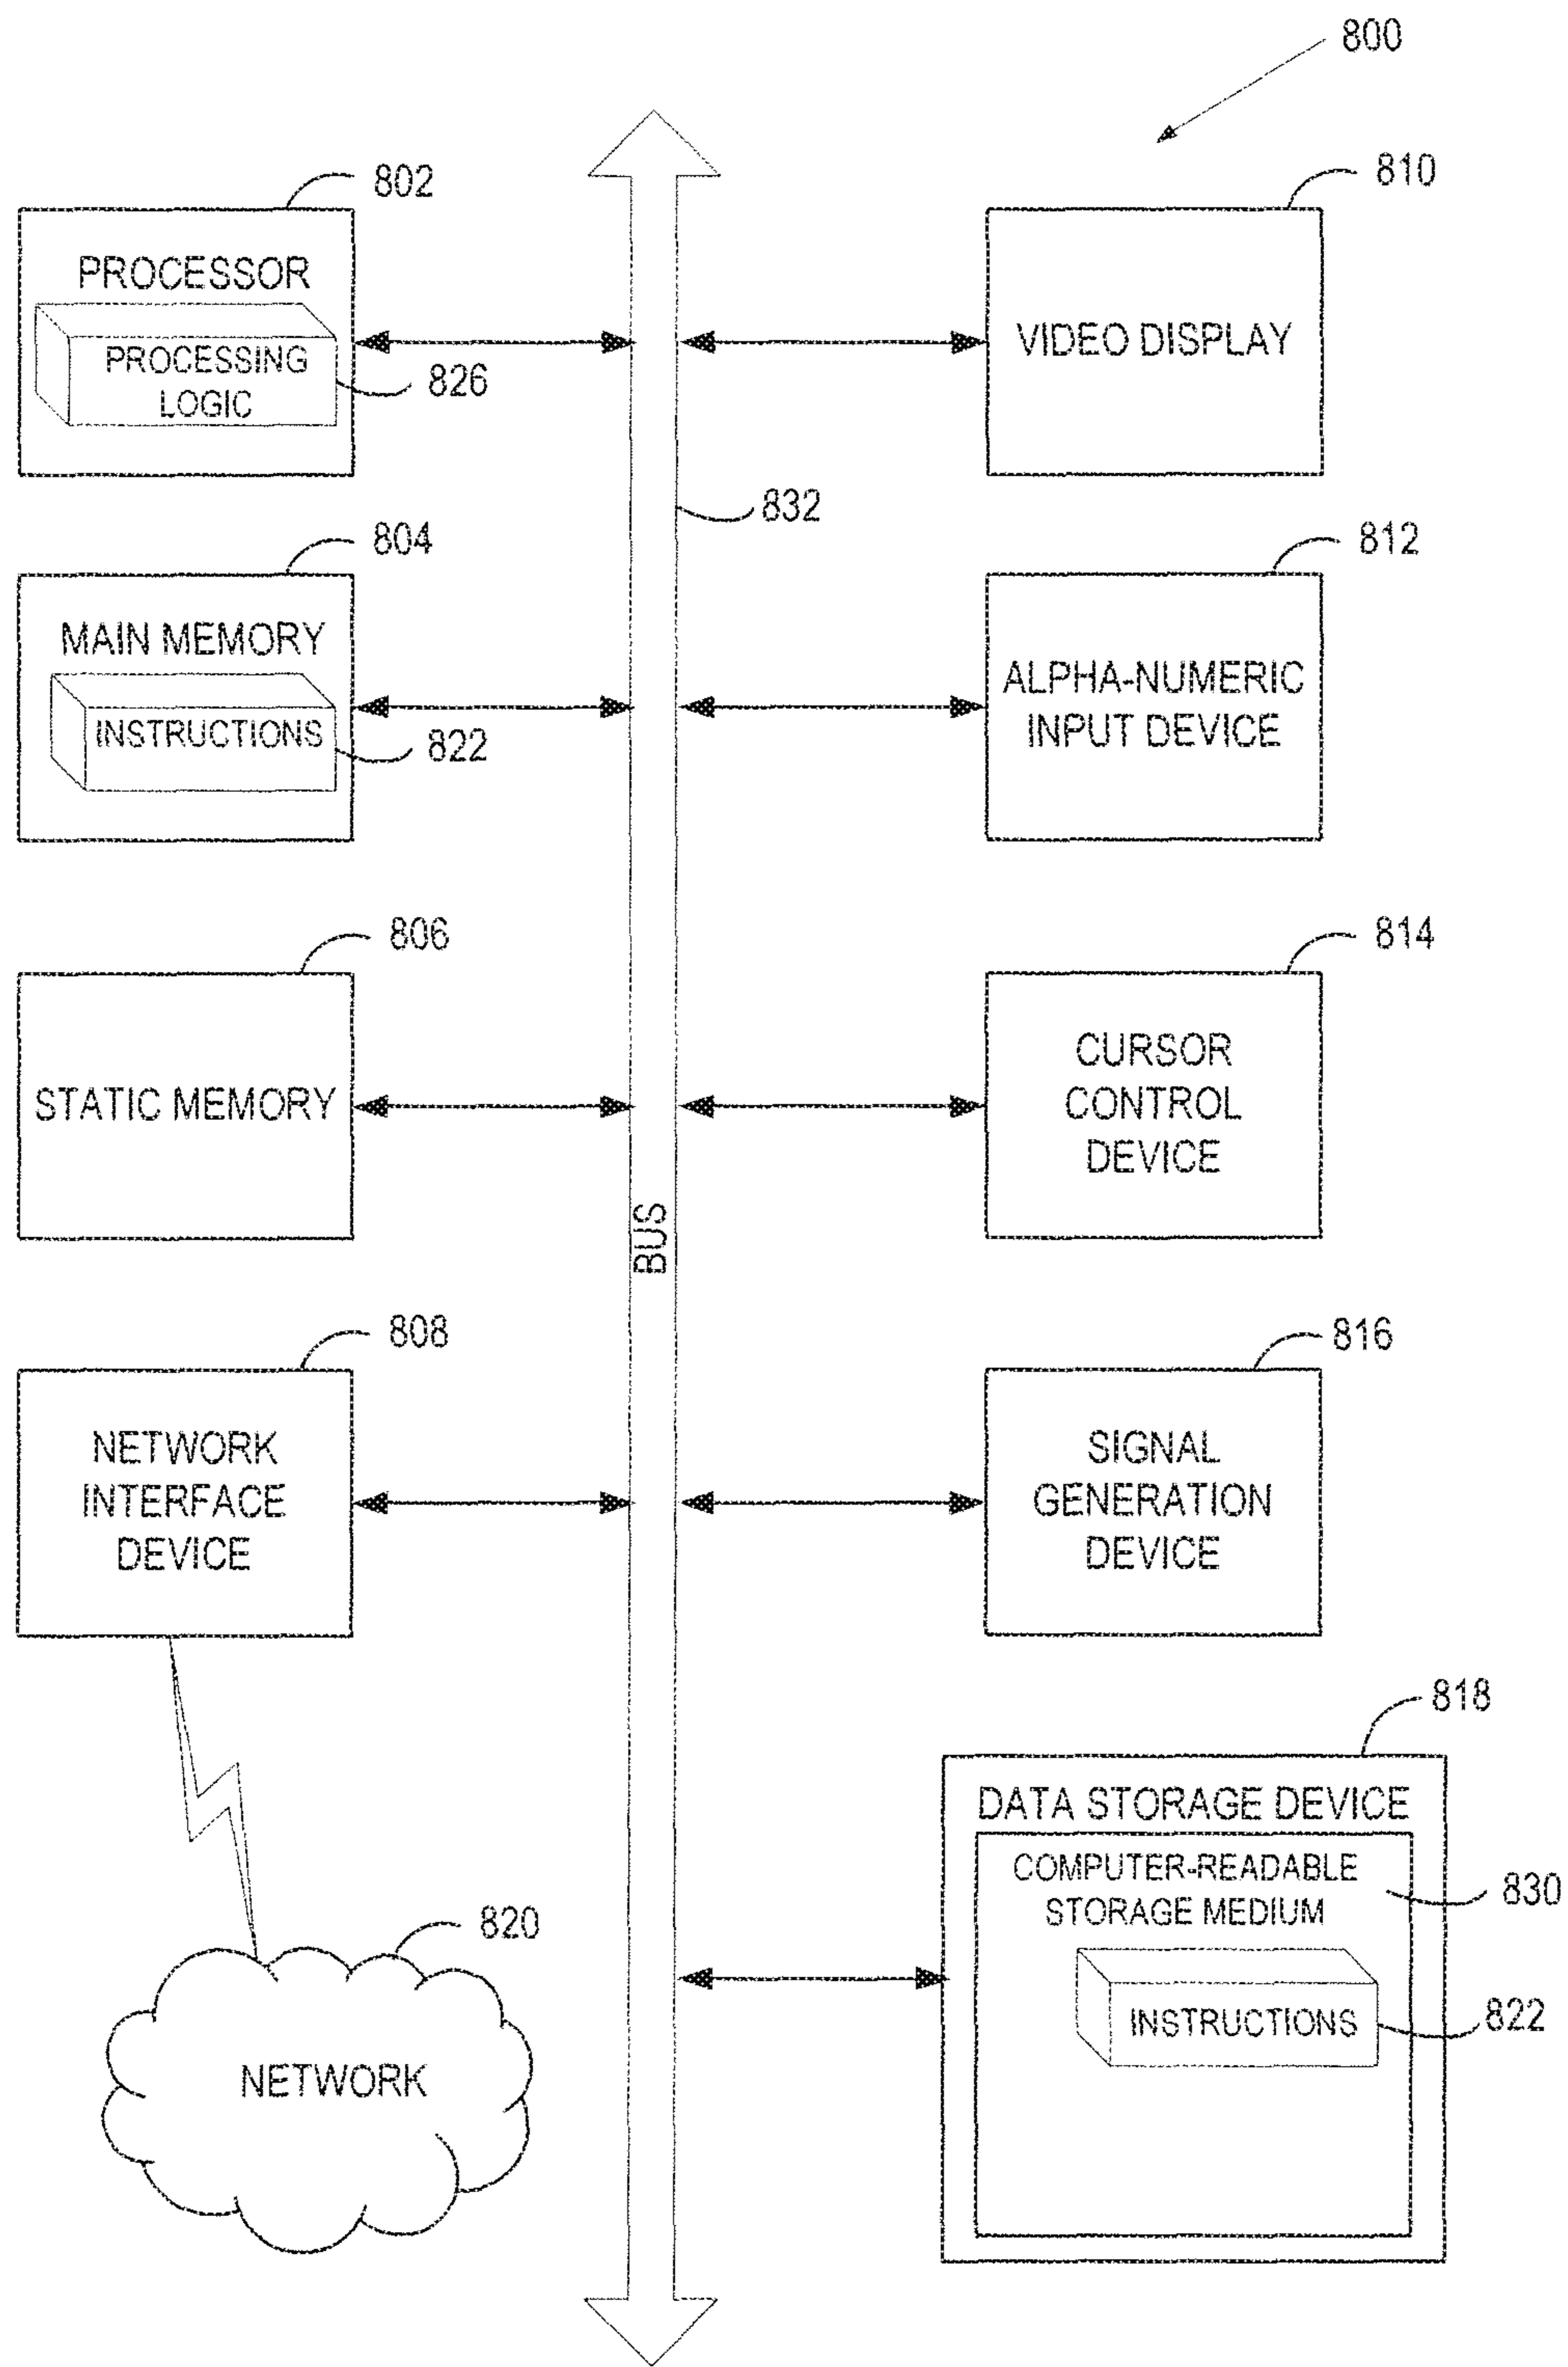 800
802
PROCESSOR
PROCESSING
LOGIC
826
810
VIDEO DISPLAY
832
804
MAIN MEMORY
INSTRUCTIONS
822
812
ALPHA-NUMERIC
INPUT DEVICE
806
STATIC MEMORY
814
CURSOR
CONTROL
DEVICE
BUS
808
NETWORK
INTERFACE
DEVICE
816
SIGNAL
GENERATION
DEVICE
818
DATA STORAGE DEVICE
COMPUTER-READABLE
STORAGE MEDIUM
830
INSTRUCTIONS
822
820
NETWORK